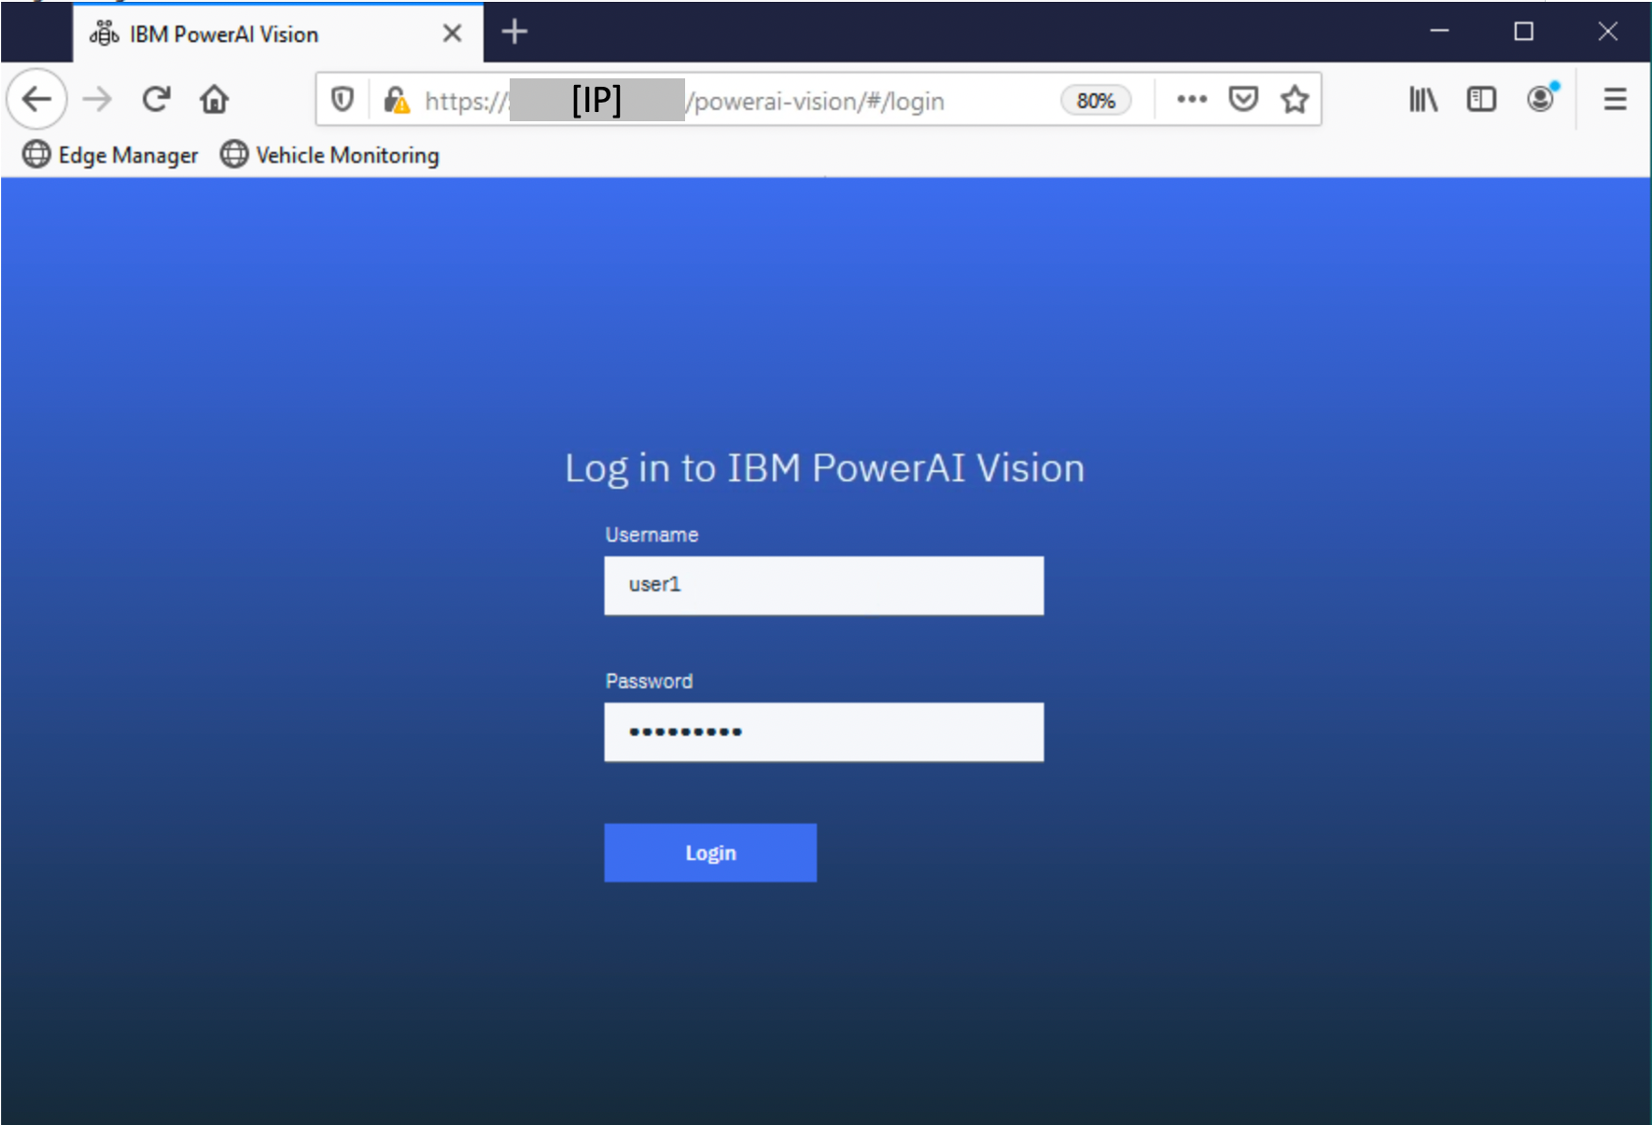 IBM PowerAI Vision
https:// [IP] /powerai-vision/#/login 80%
Edge Manager Vehicle Monitoring
Log in to IBM PowerAI Vision
Username
user1
Password
•••••••••
Login